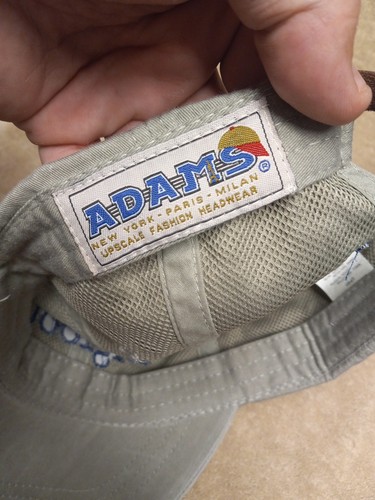 ADAMS®
NEW YORK - PARIS - MILAN
UPSCALE FASHION HEADWEAR